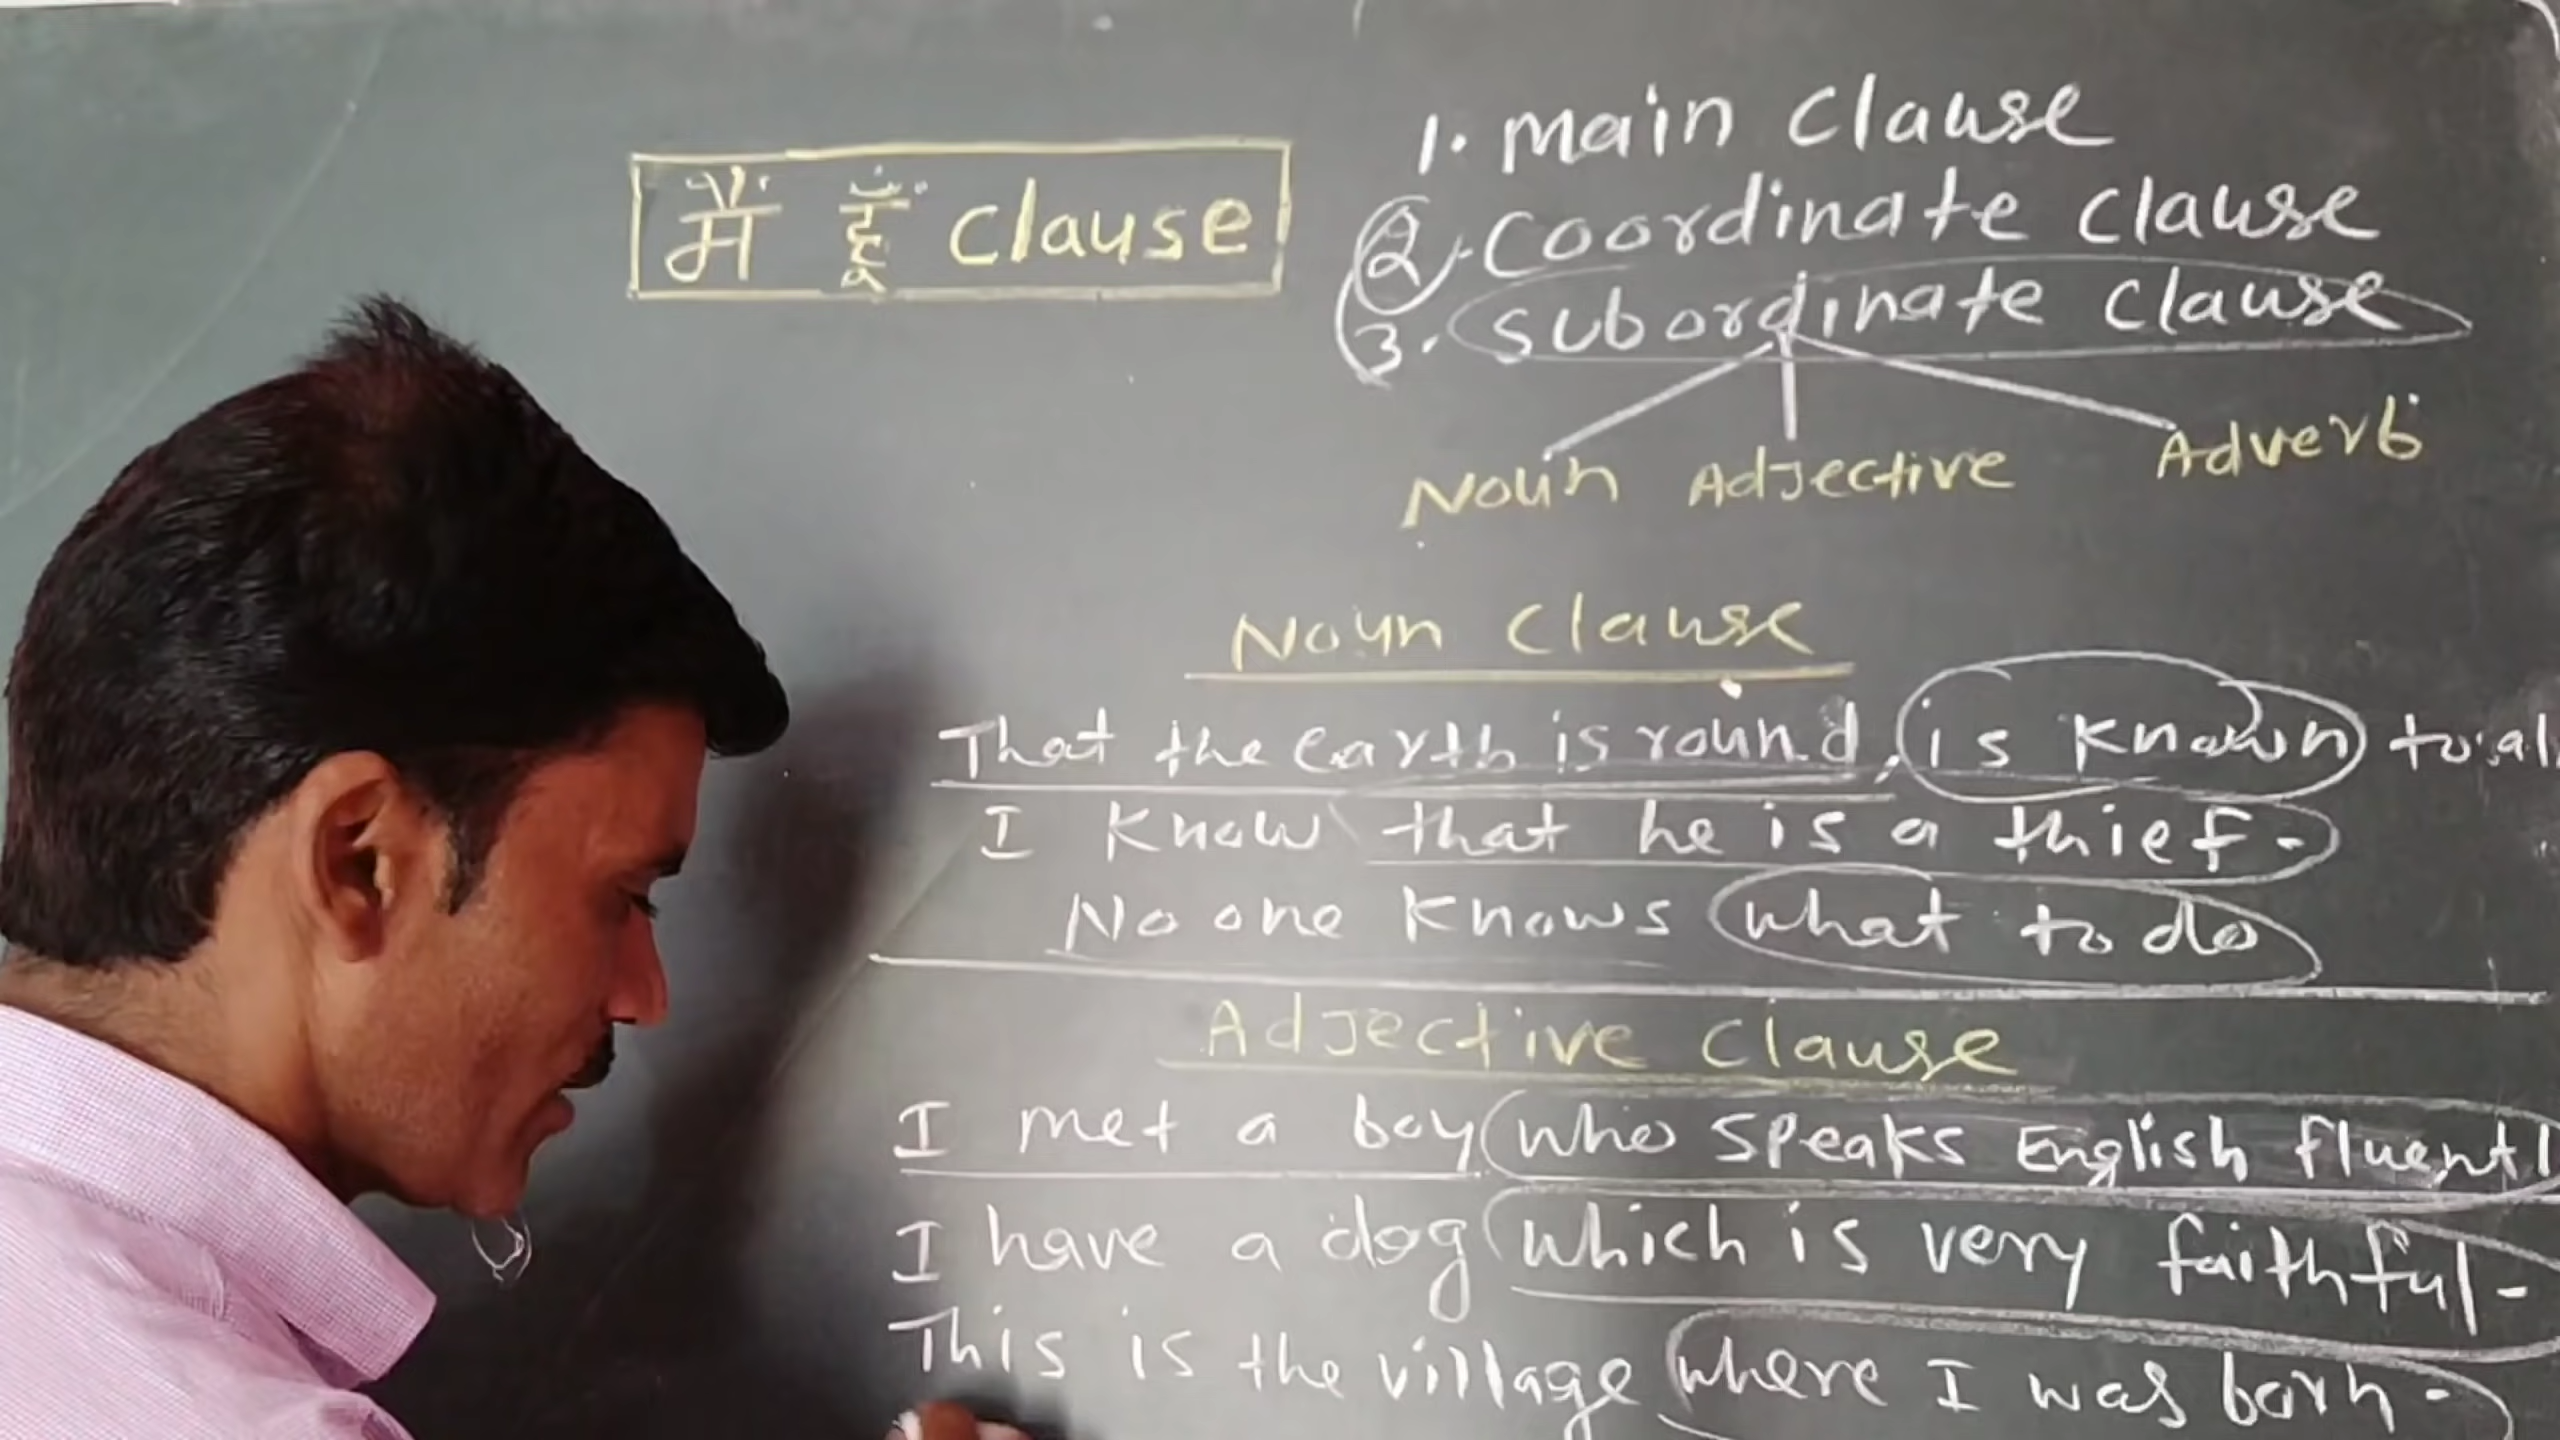 मैं हूँ Clause
1. Main Clause
2. Coordinate Clause
3. Subordinate Clause
Noun Adjective Adverb
Noun Clause
That the earth is round, is known to al
I know that he is a thief.
No one knows what to do
Adjective Clause
I met a boy who speaks English fluentl
I have a dog which is very faithful.
This is the village where I was born.